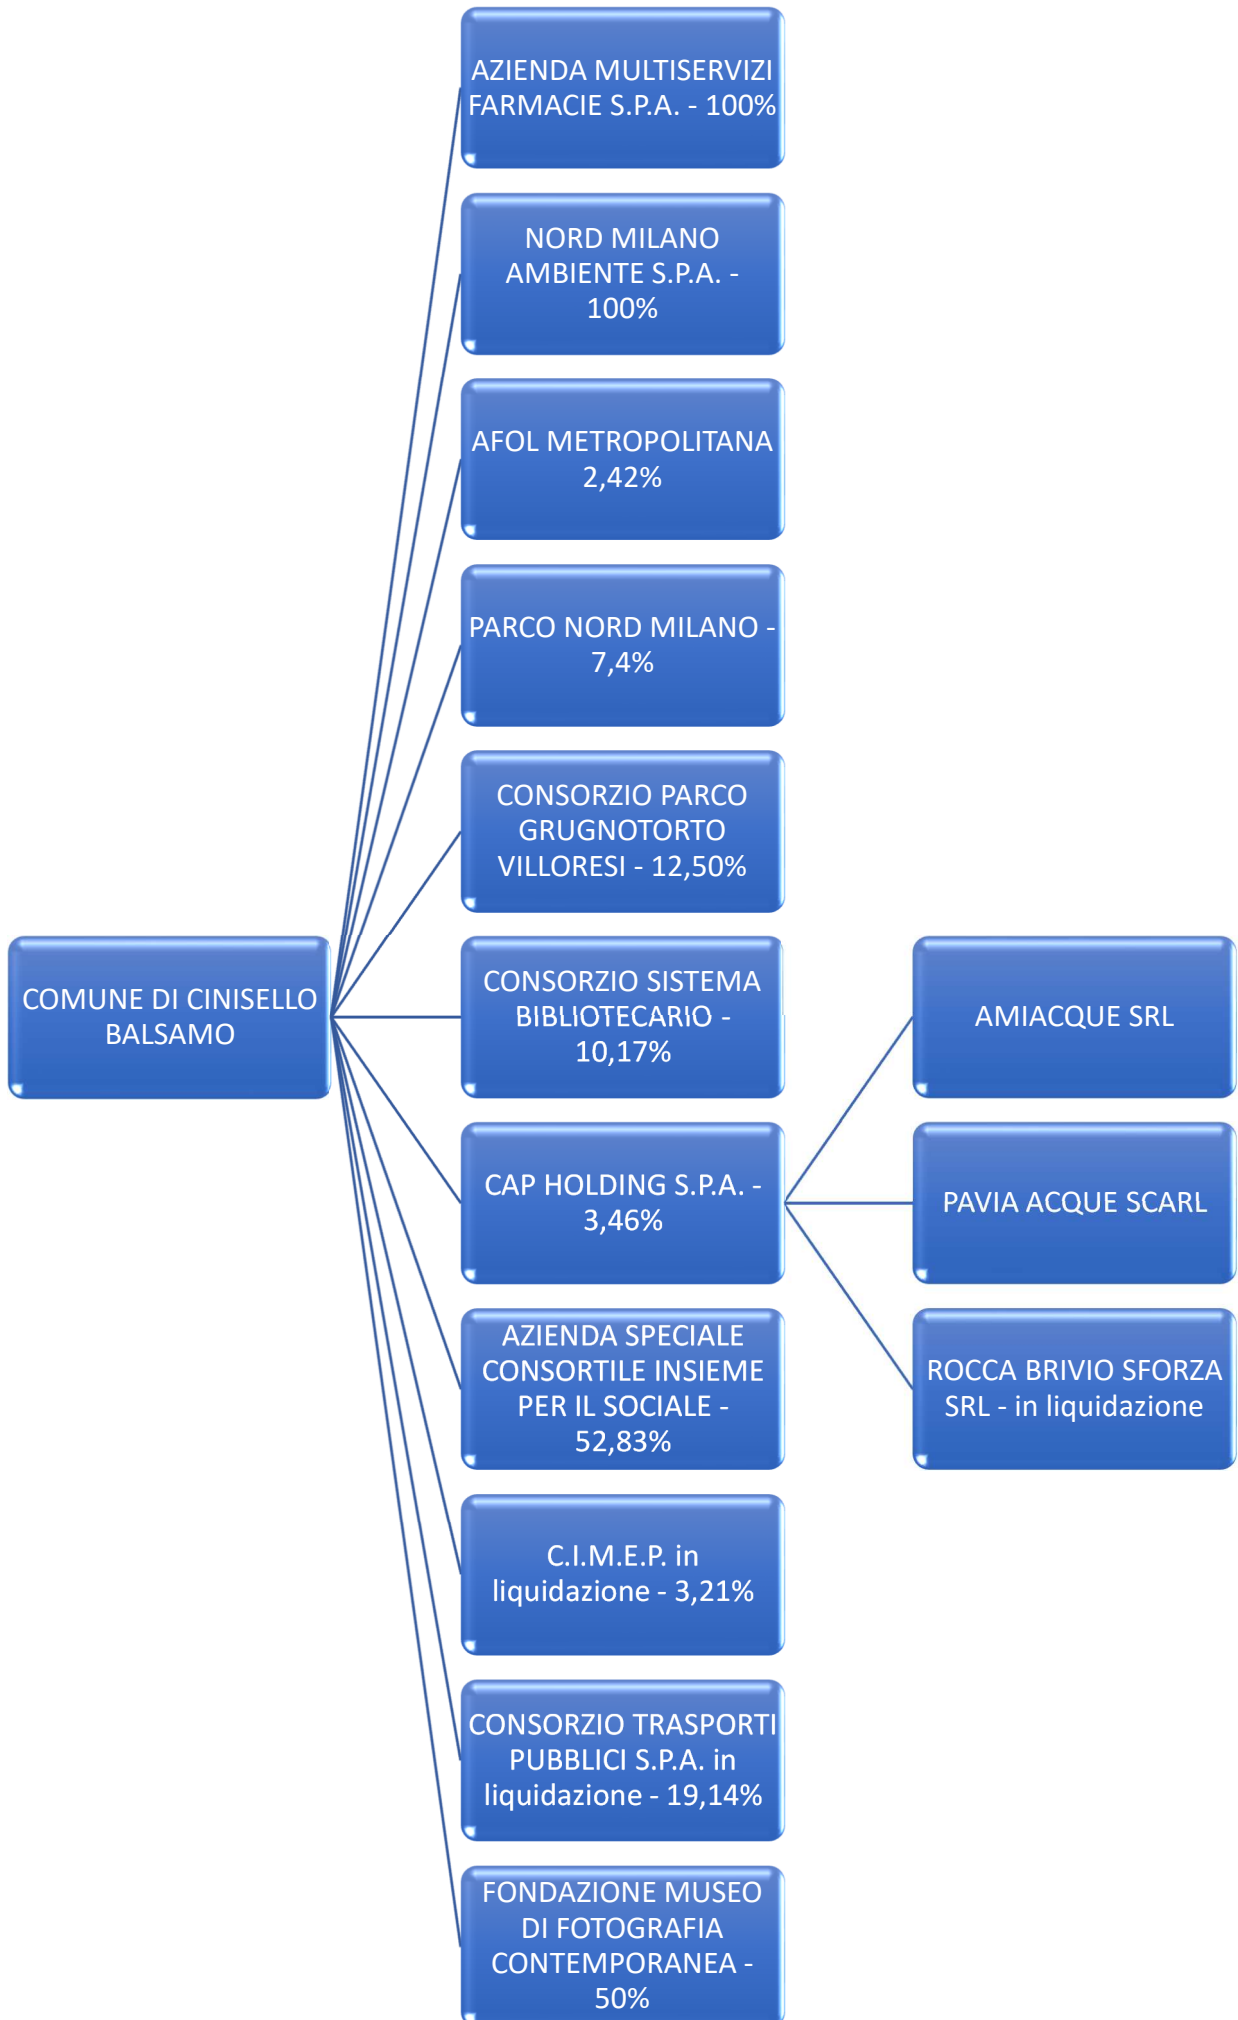 AZIENDA MULTISERVIZI
FARMACIE S.P.A. - 100%
NORD MILANO
AMBIENTE S.P.A. -
100%
AFOL METROPOLITANA
2,42%
PARCO NORD MILANO -
7,4%
CONSORZIO PARCO
GRUGNOTORTO
VILLORESI - 12,50%
COMUNE DI CINISELLO
BALSAMO
CONSORZIO SISTEMA
BIBLIOTECARIO -
10,17%
AMIACQUE SRL
CAP HOLDING S.P.A. -
3,46%
PAVIA ACQUE SCARL
AZIENDA SPECIALE
CONSORTILE INSIEME
PER IL SOCIALE -
52,83%
ROCCA BRIVIO SFORZA
SRL - in liquidazione
C.I.M.E.P. in
liquidazione - 3,21%
CONSORZIO TRASPORTI
PUBBLICI S.P.A. in
liquidazione - 19,14%
FONDAZIONE MUSEO
DI FOTOGRAFIA
CONTEMPORANEA -
50%